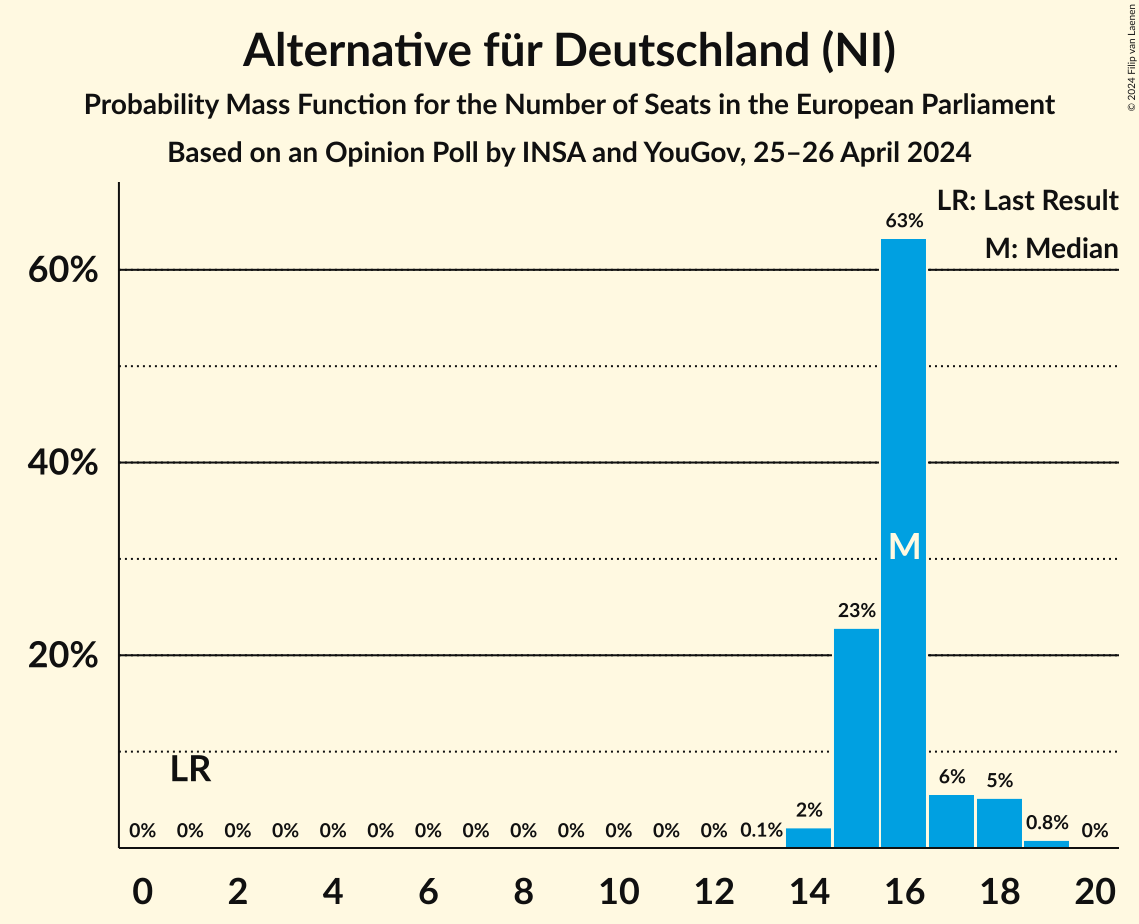 Alternative für Deutschland (NI)
Probability Mass Function for the Number of Seats in the European Parliament
Based on an Opinion Poll by INSA and YouGov, 25–26 April 2024
© 2024 Filip van Laenen
LR: Last Result
M: Median
63%
60%
40%
M
23%
20%
LR
6%
5%
2%
0.8%
0% 0% 0% 0% 0% 0% 0% 0% 0% 0% 0% 0% 0% 0.1% 0%
0 2 4 6 8 10 12 14 16 18 20